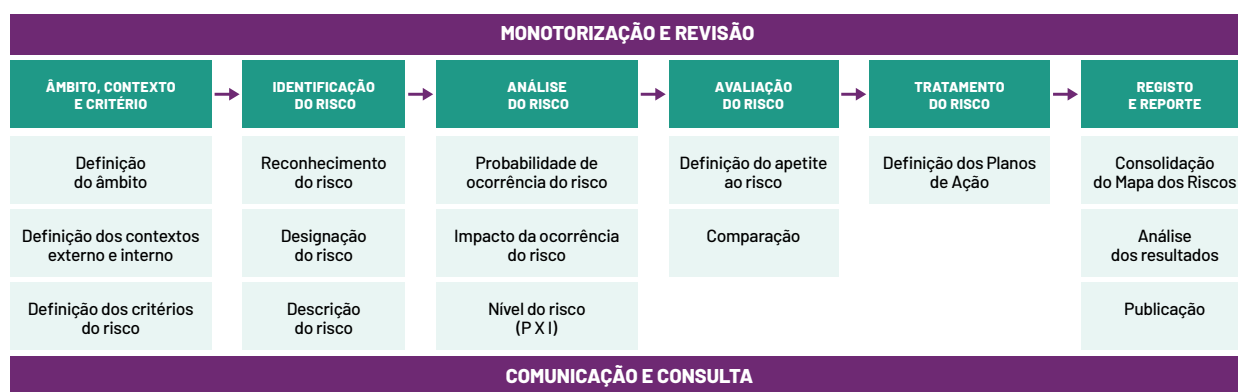 MONOTORIZAÇÃO E REVISÃO
ÂMBITO, CONTEXTO
E CRITÉRIO
IDENTIFICAÇÃO
DO RISCO
ANÁLISE
DO RISCO
AVALIAÇÃO
DO RISCO
TRATAMENTO
DO RISCO
REGISTO
E REPORTE
Definição
do âmbito
Reconhecimento
do risco
Probabilidade de
ocorrência do risco
Definição do apetite
ao risco
Definição dos Planos
de Ação
Consolidação
do Mapa dos Riscos
Definição dos contextos
externo e interno
Designação
do risco
Impacto da ocorrência
do risco
Comparação
Análise
dos resultados
Definição dos critérios
do risco
Descrição
do risco
Nível do risco
(P X I)
Publicação
COMUNICAÇÃO E CONSULTA